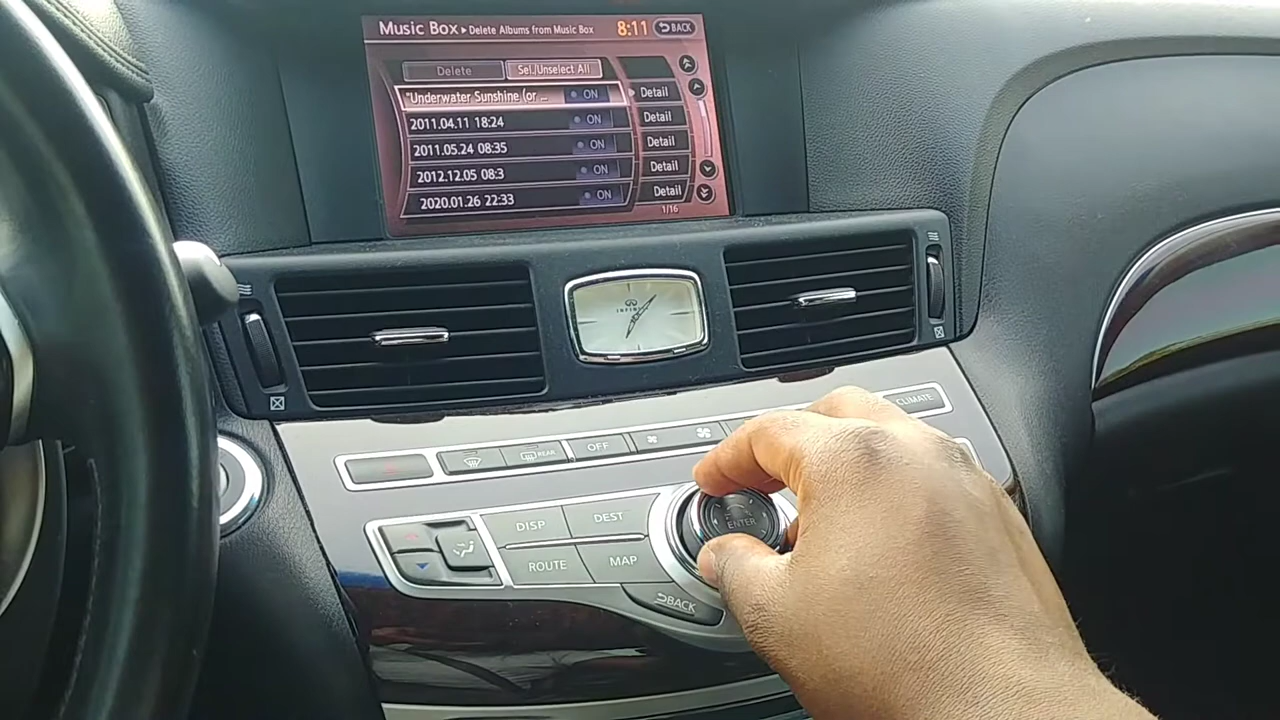 Music Box ▸ Delete Albums from Music Box 8:11 BACK
Delete Sel./Unselect All
"Underwater Sunshine (or ... ON Detail
2011.04.11 18:24 ON Detail
2011.05.24 08:35 ON Detail
2012.12.05 08:3 ON Detail
2020.01.26 22:33 ON Detail
1/16
INFINITI
CLIMATE
REAR OFF
DISP DEST
ENTER
ROUTE MAP
BACK